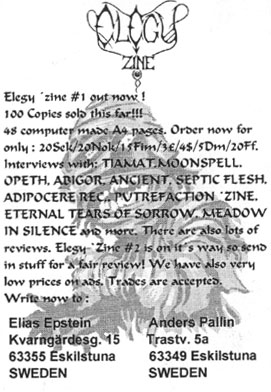 ELEGY
ZINE
Elegy ´zine #1 out now !
100 Copies sold this far!!!
48 computer made A4 pages. Order now for
only : 20Sek/20Nok/15Fim/3£/4$/5Dm/20Ff.
Interviews with: TIAMAT, MOONSPELL,
OPETH, ABIGOR, ANCIENT, SEPTIC FLESH,
ADIPOCERE REC., PUTREFACTION ´ZINE,
ETERNAL TEARS OF SORROW, MEADOW
IN SILENCE and more. There are also lots of
reviews. Elegy ´Zine #2 is on it´s way so send
in stuff for a fair review! We have also very
low prices on ads. Trades are accepted.
Write now to :
Elias Epstein
Kvarngärdesg. 15
63355 Eskilstuna
SWEDEN
Anders Pallin
Trastv. 5a
63349 Eskilstuna
SWEDEN